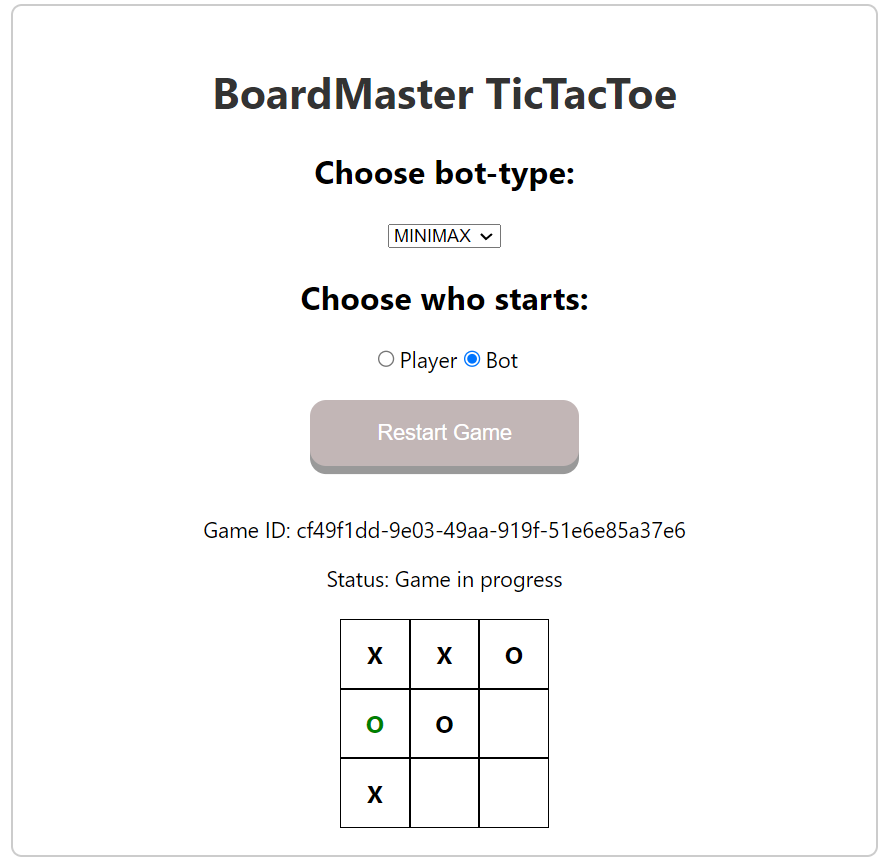 BoardMaster TicTacToe
Choose bot-type:
MINIMAX
Choose who starts:
Player Bot
Restart Game
Game ID: cf49f1dd-9e03-49aa-919f-51e6e85a37e6
Status: Game in progress
X X O
O O
X